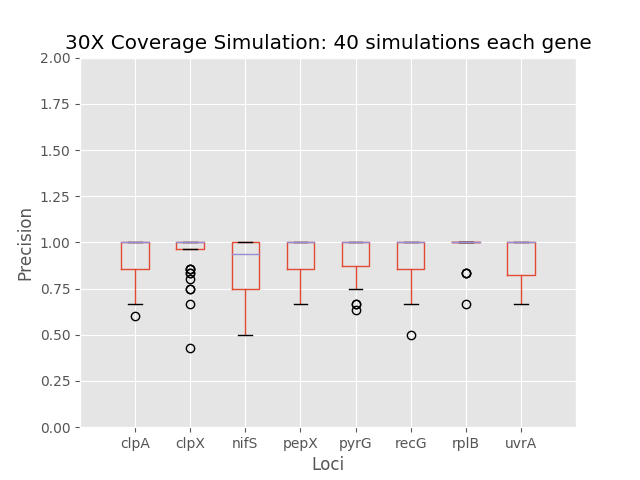 30X Coverage Simulation: 40 simulations each gene
2.00
1.75
1.50
1.25
1.00
0.75
0.50
0.25
0.00
Precision
clpA clpX nifS pepX pyrG recG rplB uvrA
Loci